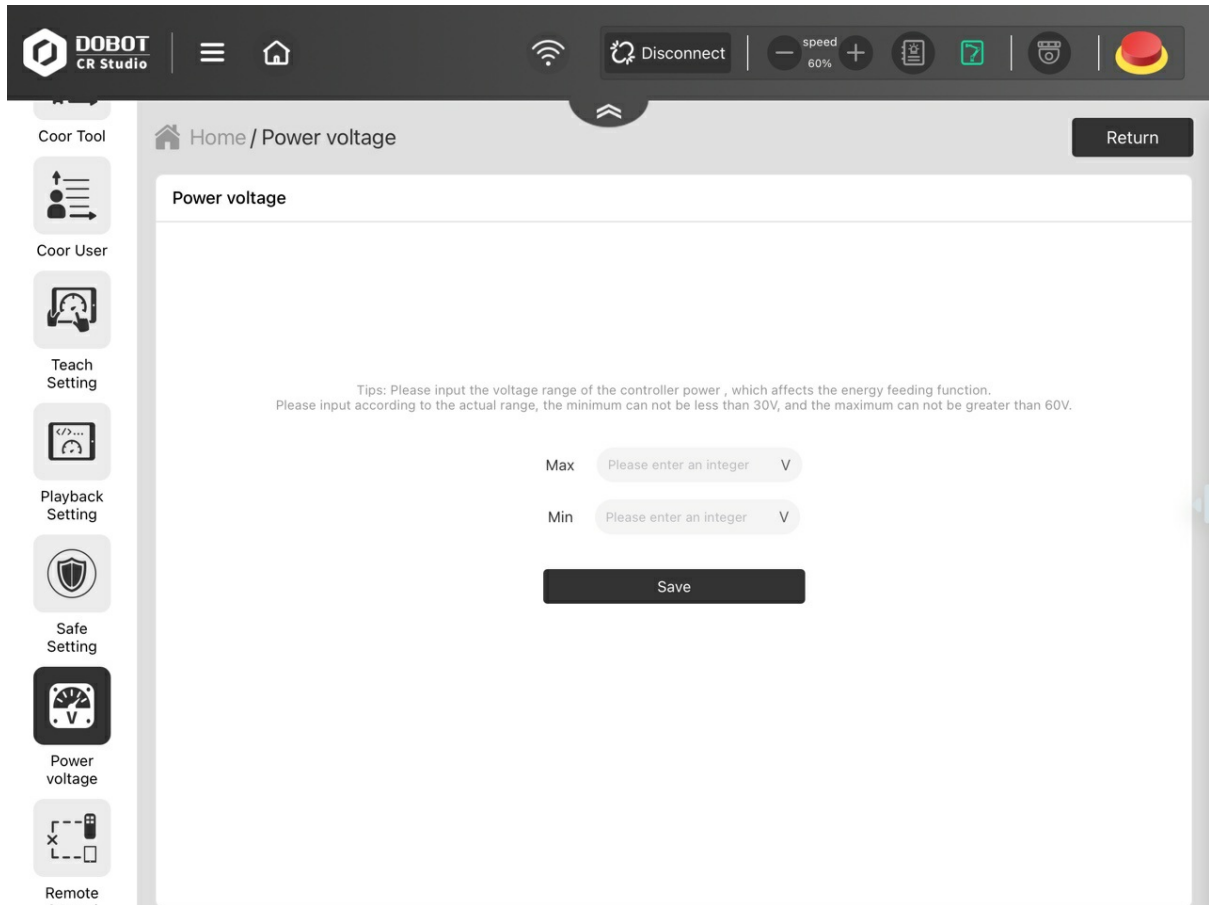 DOBOT
CR Studio
Disconnect
speed
60%
Coor Tool
Home / Power voltage
Return
Power voltage
Coor User
Teach
Setting
Tips: Please input the voltage range of the controller power , which affects the energy feeding function.
Please input according to the actual range, the minimum can not be less than 30V, and the maximum can not be greater than 60V.
Max Please enter an integer V
Playback
Setting
Min Please enter an integer V
Save
Safe
Setting
V
Power
voltage
Remote